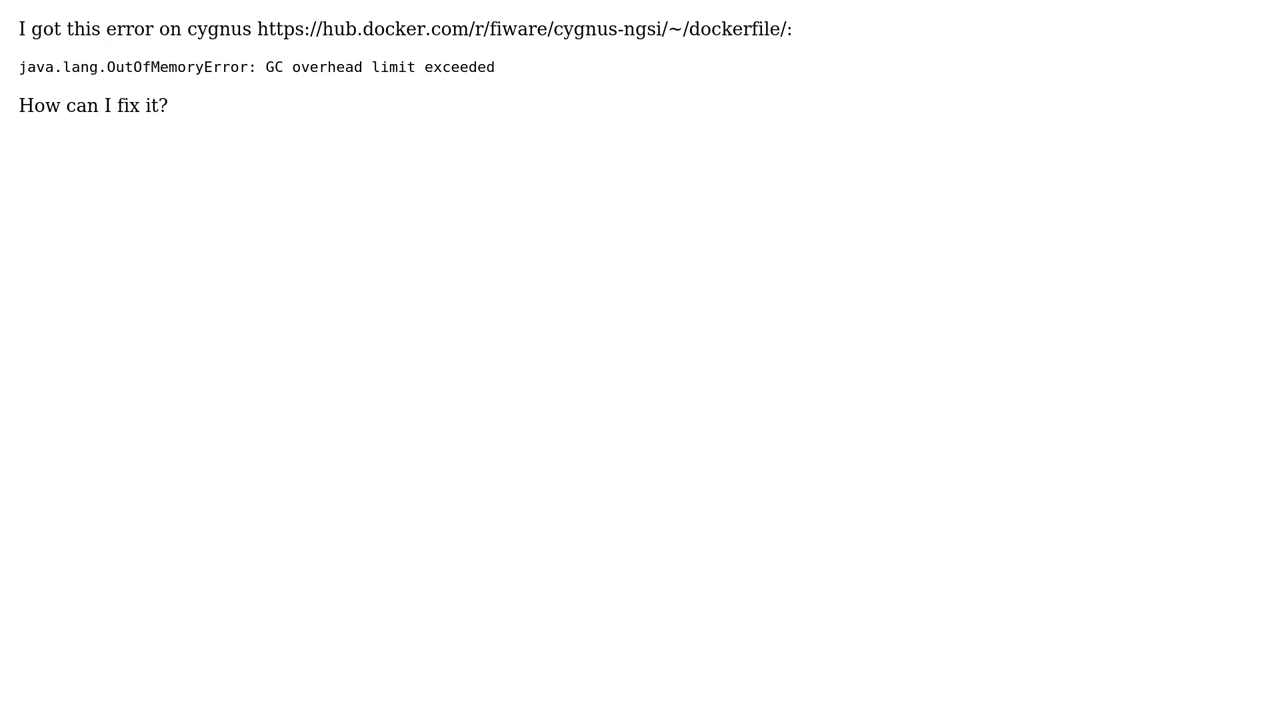 I got this error on cygnus https://hub.docker.com/r/fiware/cygnus-ngsi/~/dockerfile/:
java.lang.OutOfMemoryError: GC overhead limit exceeded
How can I fix it?